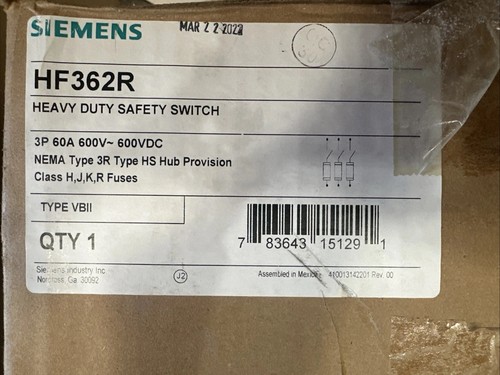 SIEMENS
MAR 2 2 2022
HF362R
HEAVY DUTY SAFETY SWITCH
3P 60A 600V~ 600VDC
NEMA Type 3R Type HS Hub Provision
Class H,J,K,R Fuses
TYPE VBII
QTY 1
7 83643 15129 1
Siemens Industry Inc.
Norcross, Ga 30092
J2
Assembled in Mexico
410013142201 Rev. 00